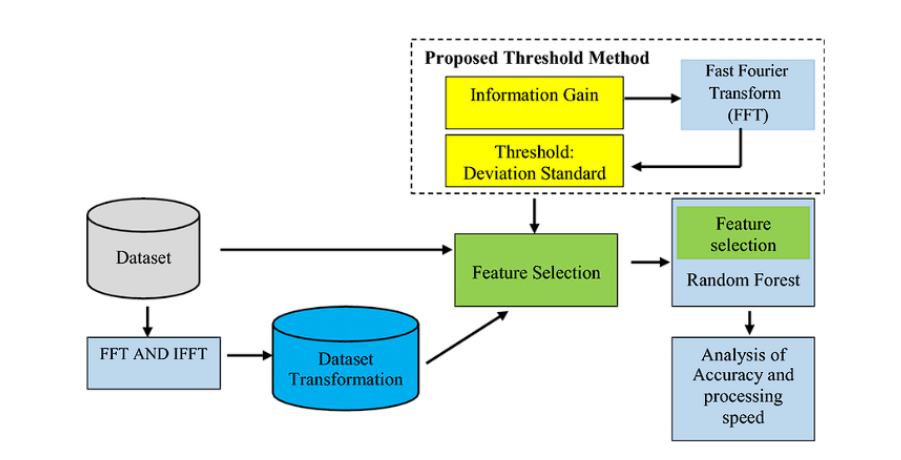 Proposed Threshold Method
Information Gain
Fast Fourier
Transform
(FFT)
Threshold:
Deviation Standard
Dataset
Feature Selection
Feature
selection
Random Forest
FFT AND IFFT
Dataset
Transformation
Analysis of
Accuracy and
processing
speed